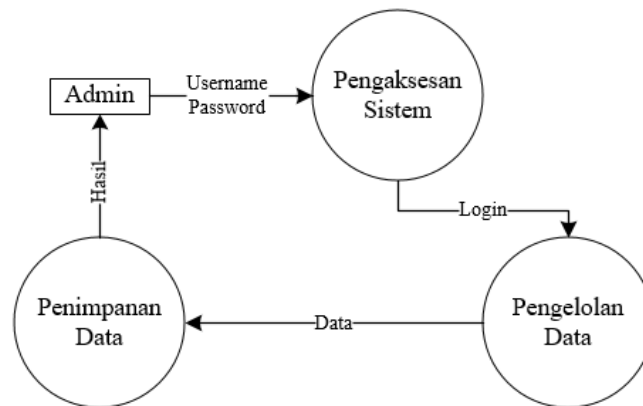 Admin
Username
Password
Pengaksesan
Sistem
Hasil
Login
Penimpanan
Data
Data
Pengelolan
Data